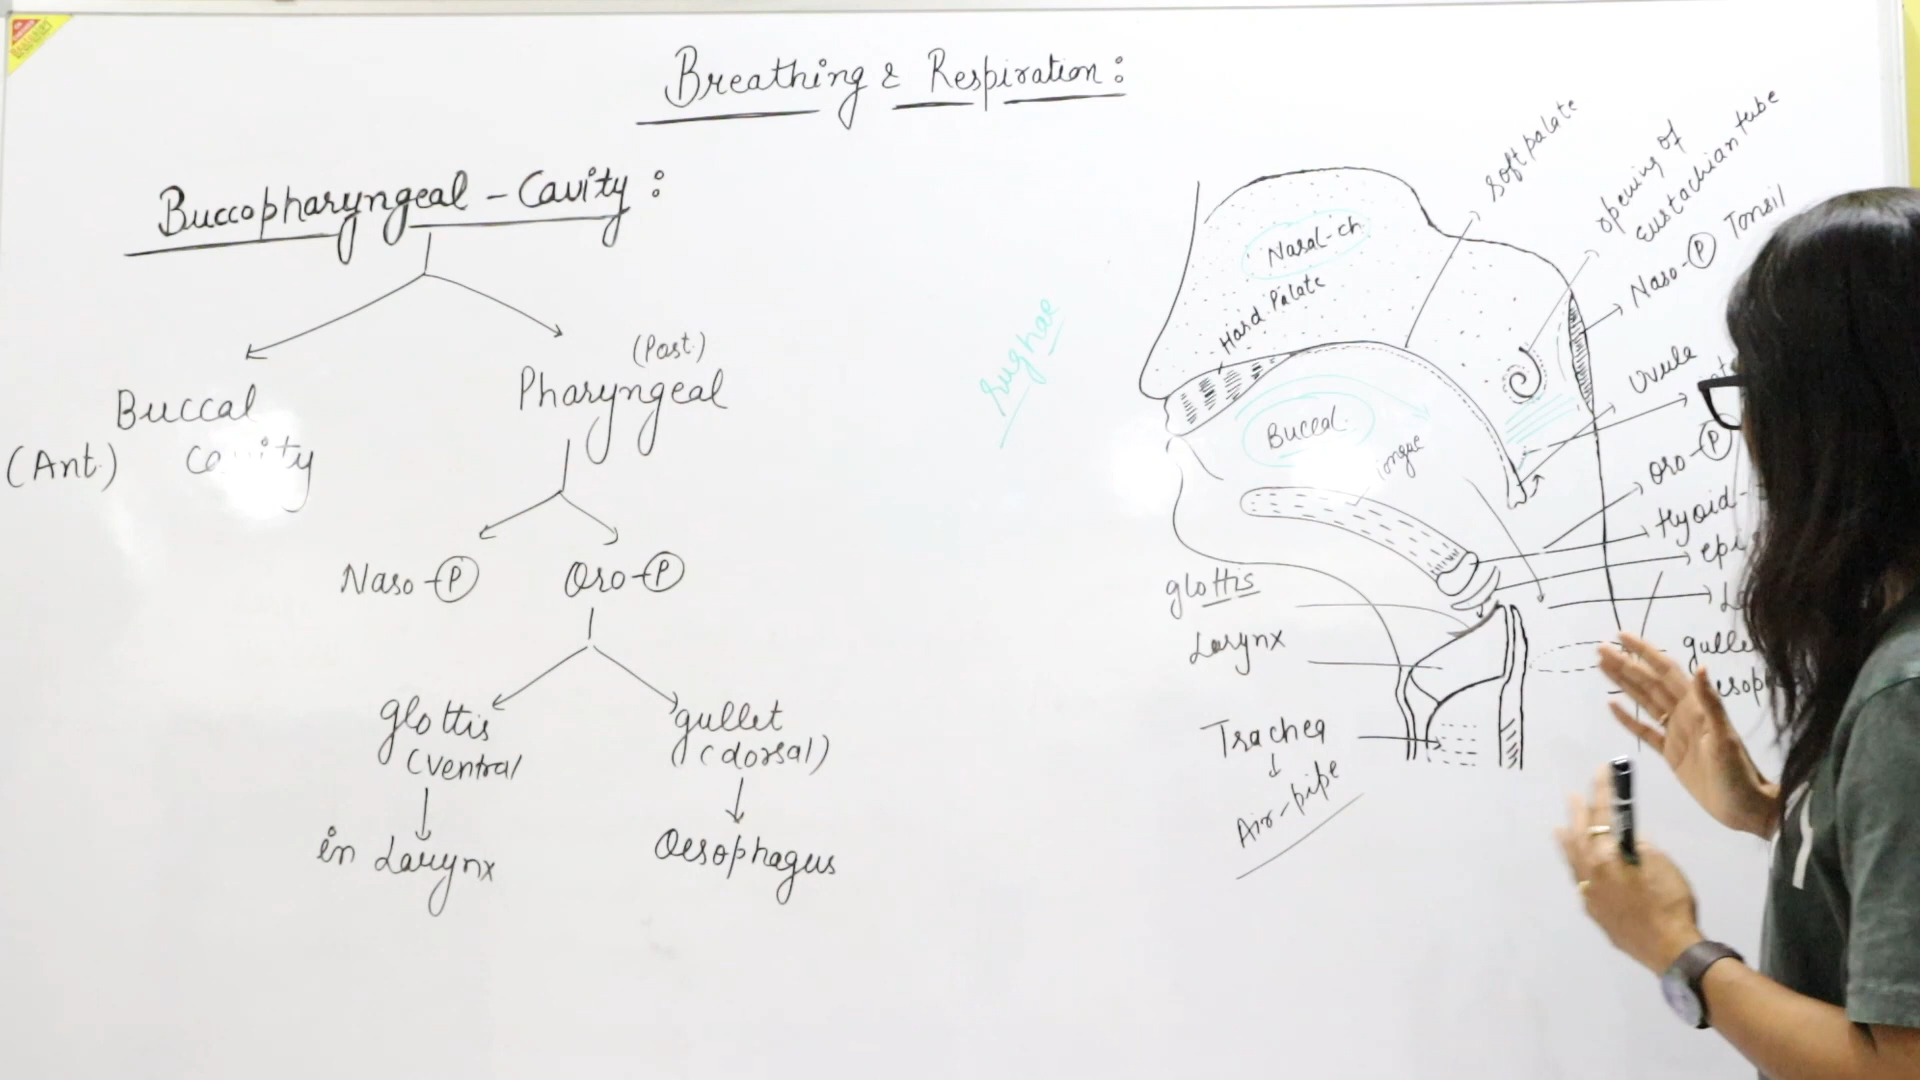 Breathing & Respiration :
Buccopharyngeal - Cavity :
Buccal
(Ant.)
(Post.)
Pharyngeal
Naso - P
Oro - P
glottis
(ventral
in Larynx
gullet
(dorsal)
Oesophagus
rughae
Nasal-ch
Hard Palate
Buccal
Tongue
soft palate
opening of
Eustachian tube
Naso - P Tonsil
Uvula
Oro - P
Hyoid -
glottis
Larynx
Trachea
Air-pipe